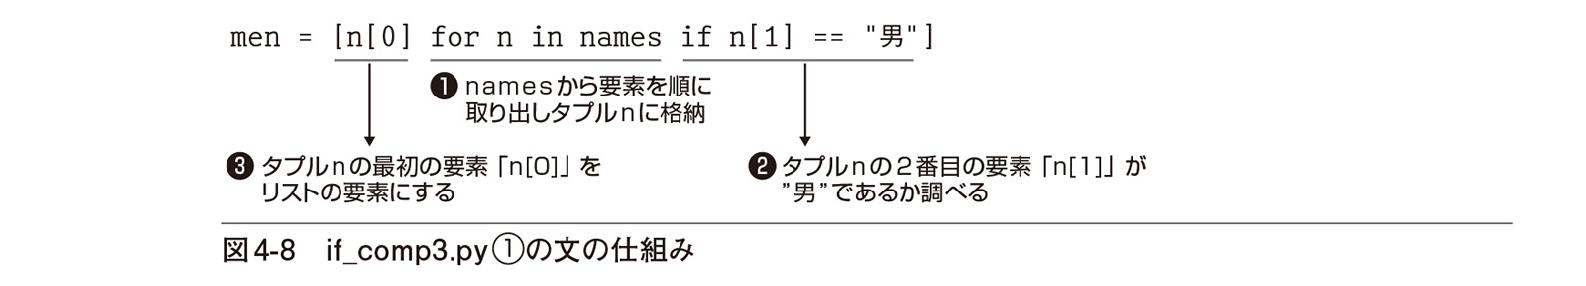 men = [n[0] for n in names if n[1] == "男"]
❶ namesから要素を順に
取り出しタプルnに格納
❸ タプルnの最初の要素「n[0]」を
リストの要素にする
❷ タプルnの2番目の要素「n[1]」が
”男”であるか調べる
図4-8 if_comp3.py①の文の仕組み